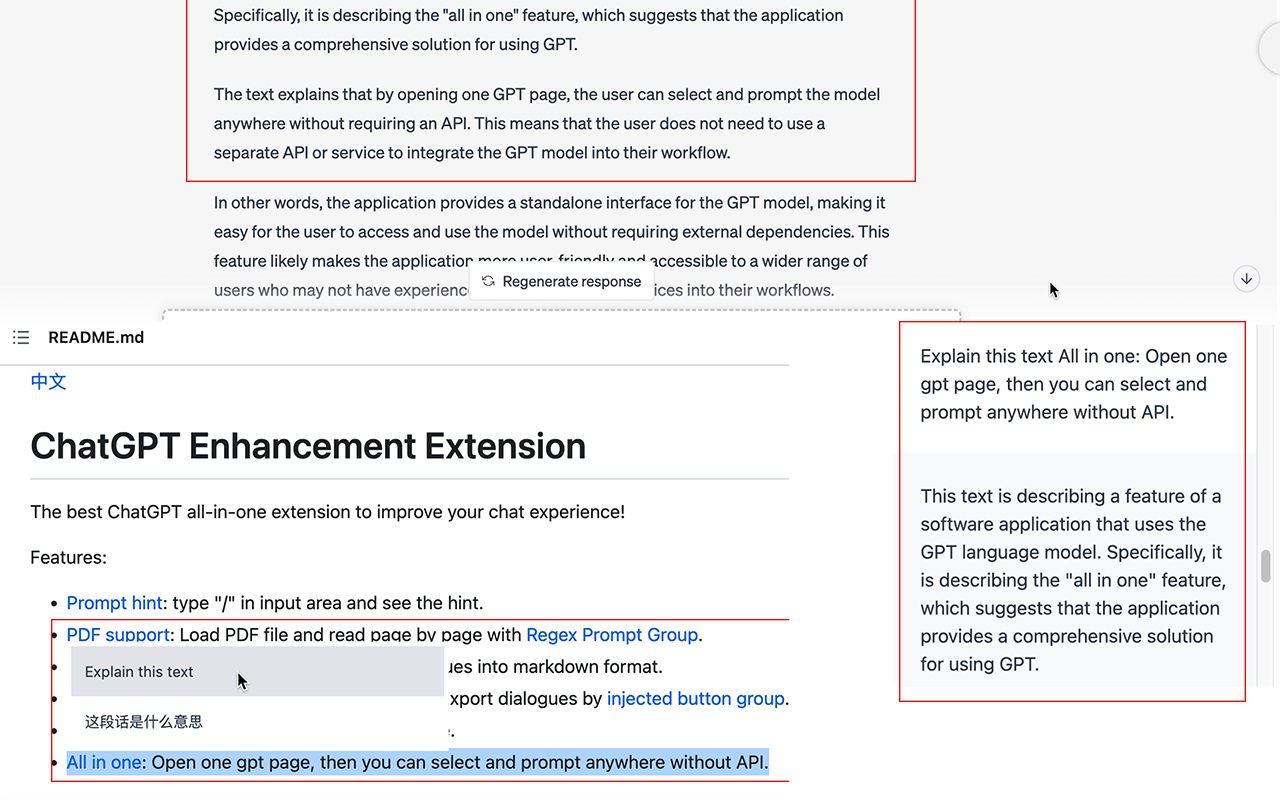 Specifically, it is describing the "all in one" feature, which suggests that the application
provides a comprehensive solution for using GPT.
The text explains that by opening one GPT page, the user can select and prompt the model
anywhere without requiring an API. This means that the user does not need to use a
separate API or service to integrate the GPT model into their workflow.
In other words, the application provides a standalone interface for the GPT model, making it
easy for the user to access and use the model without requiring external dependencies. This
feature likely makes the application more user-friendly and accessible to a wider range of
Regenerate response
users who may not have into their workflows.
README.md
中文
ChatGPT Enhancement Extension
The best ChatGPT all-in-one extension to improve your chat experience!
Features:
Prompt hint: type "/" in input area and see the hint.
PDF support: Load PDF file and read page by page with Regex Prompt Group.
into markdown format.
Explain this text
dialogues by injected button group.
这段话是什么意思
All in one: Open one gpt page, then you can select and prompt anywhere without API.
Explain this text All in one: Open one
gpt page, then you can select and
prompt anywhere without API.
This text is describing a feature of a
software application that uses the
GPT language model. Specifically, it
is describing the "all in one" feature,
which suggests that the application
provides a comprehensive solution
for using GPT.